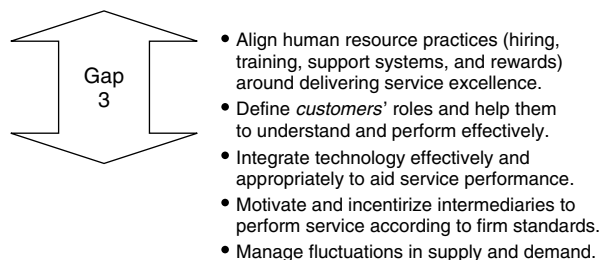 Gap
3
• Align human resource practices (hiring,
training, support systems, and rewards)
around delivering service excellence.
• Define customers' roles and help them
to understand and perform effectively.
• Integrate technology effectively and
appropriately to aid service performance.
• Motivate and incentirize intermediaries to
perform service according to firm standards.
• Manage fluctuations in supply and demand.